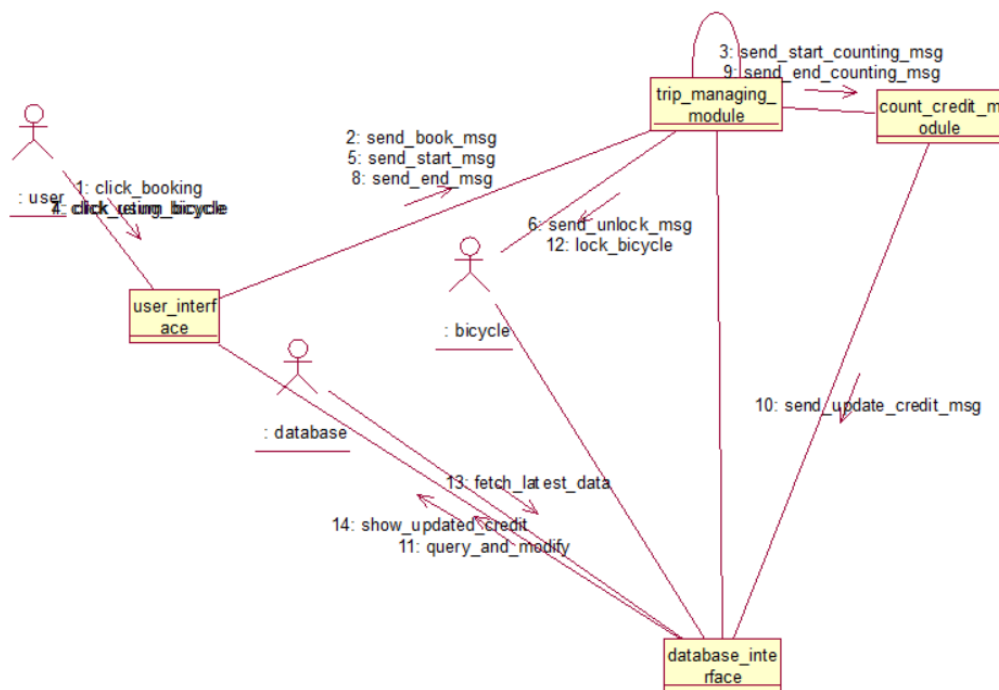 3: send_start_counting_msg
9: send_end_counting_msg
trip_managing_
module
count_credit_m
odule
2: send_book_msg
5: send_start_msg
8: send_end_msg
: user
1: click_booking
6: send_unlock_msg
12: lock_bicycle
user_interf
ace
: bicycle
: database
10: send_update_credit_msg
13: fetch_latest_data
14: show_updated_credit
11: query_and_modify
database_inte
rface